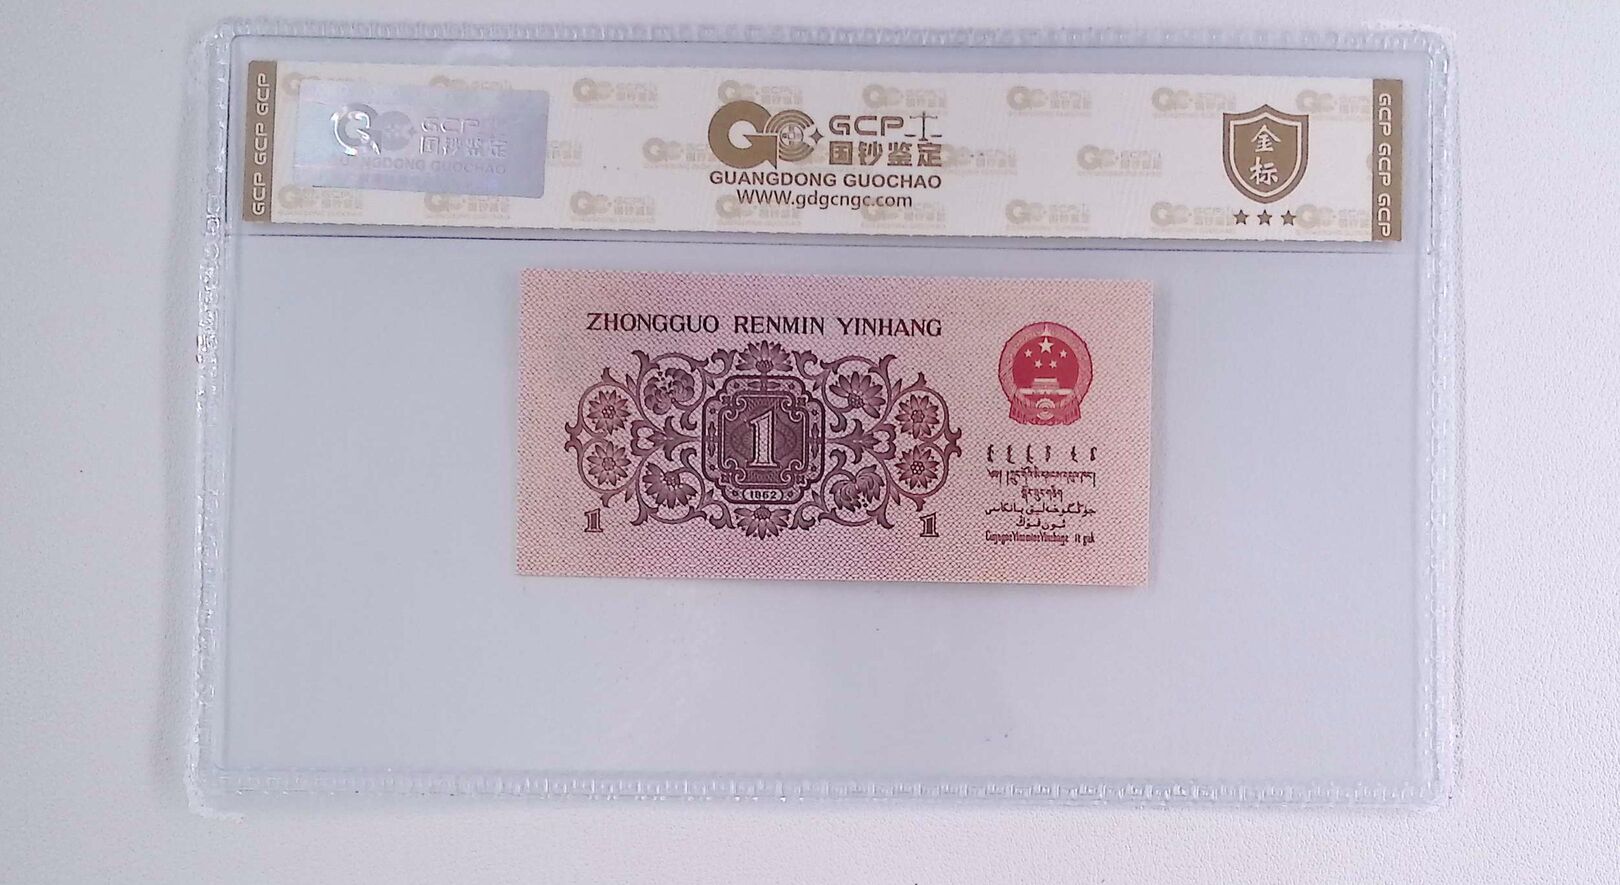 GCP GCP GCP
GCP
国钞鉴定
GUANGDONG GUOCHAO
GCP
国钞鉴定
GUANGDONG GUOCHAO
WWW.gdgcngc.com
金
标
GCP GCP GCP GCP
ZHONGGUO RENMIN YINHANG
1
(1962)
1
1